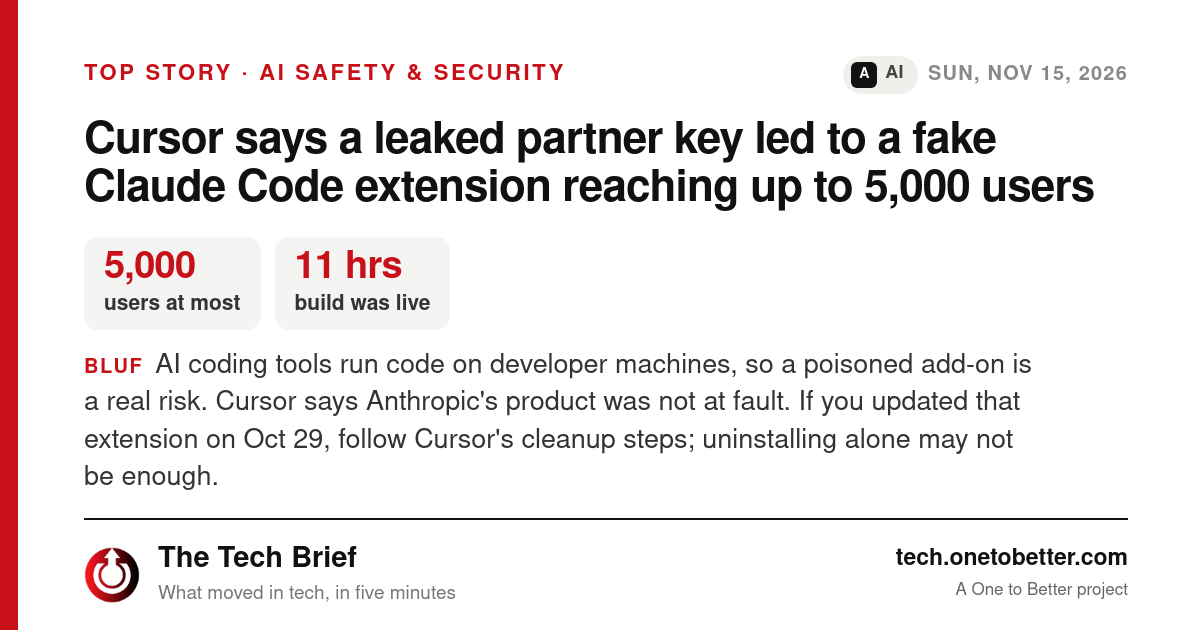 TOP STORY · AI SAFETY & SECURITY
A AI SUN, NOV 15, 2026
Cursor says a leaked partner key led to a fake
Claude Code extension reaching up to 5,000 users
5,000
users at most
11 hrs
build was live
BLUF AI coding tools run code on developer machines, so a poisoned add-on is
a real risk. Cursor says Anthropic's product was not at fault. If you updated that
extension on Oct 29, follow Cursor's cleanup steps; uninstalling alone may not
be enough.
The Tech Brief
What moved in tech, in five minutes
tech.onetobetter.com
A One to Better project